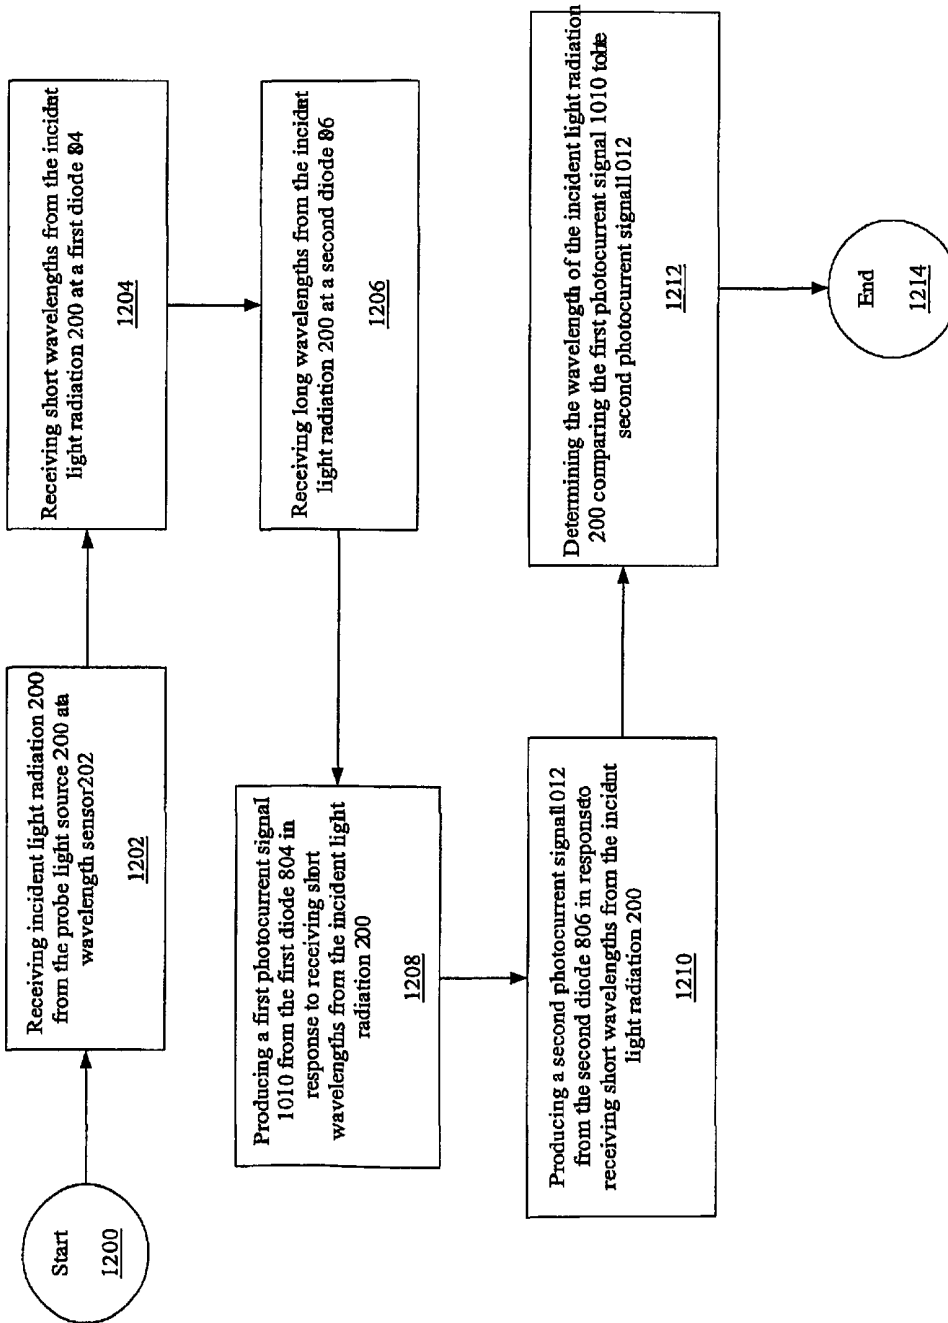 Start
1200
Receiving incident light radiation 200
from the probe light source 200 at a
wavelength sensor 202
1202
Receiving short wavelengths from the incident
light radiation 200 at a first diode 804
1204
Receiving long wavelengths from the incident
light radiation 200 at a second diode 806
1206
Producing a first photocurrent signal
1010 from the first diode 804 in
response to receiving short
wavelengths from the incident light
radiation 200
1208
Producing a second photocurrent signal 1012
from the second diode 806 in response to
receiving short wavelengths from the incident
light radiation 200
1210
Determining the wavelength of the incident light radiation
200 comparing the first photocurrent signal 1010 to the
second photocurrent signal 1012
1212
End
1214